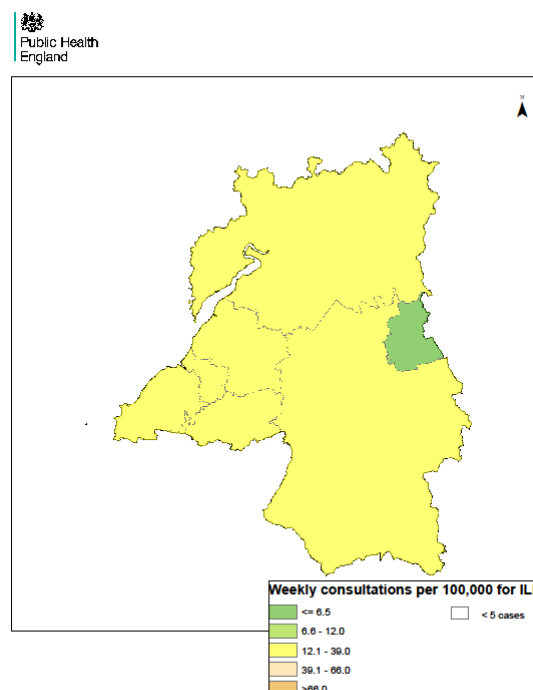 Public Health
England
N
Weekly consultations per 100,000 for IL
<= 6.5
< 5 cases
6.6 - 12.0
12.1 - 39.0
39.1 - 66.0
>66.0